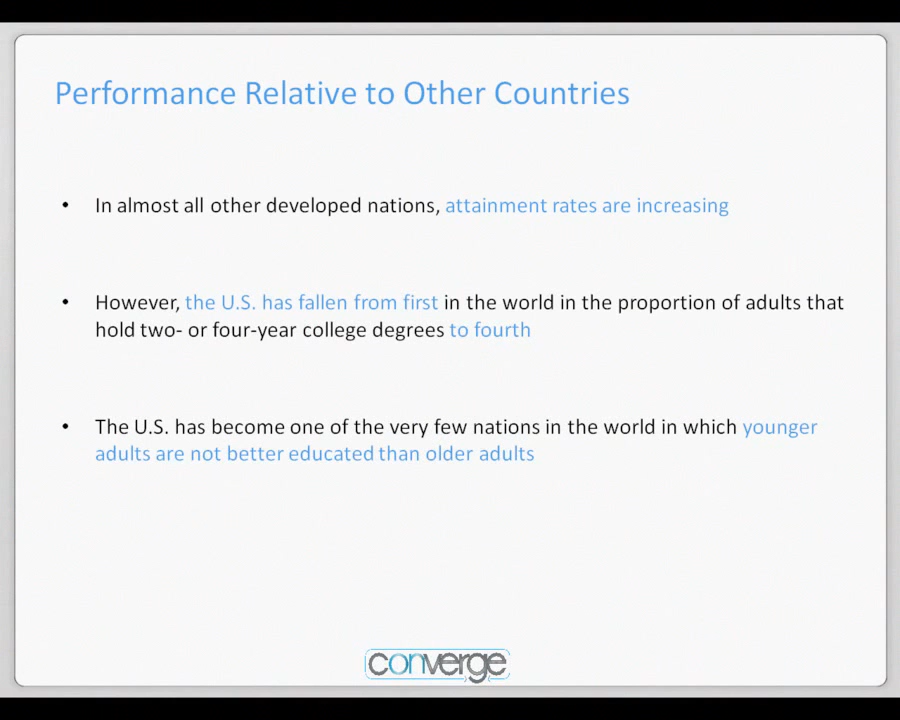 Performance Relative to Other Countries
• In almost all other developed nations, attainment rates are increasing
• However, the U.S. has fallen from first in the world in the proportion of adults that
hold two- or four-year college degrees to fourth
• The U.S. has become one of the very few nations in the world in which younger
adults are not better educated than older adults
converge